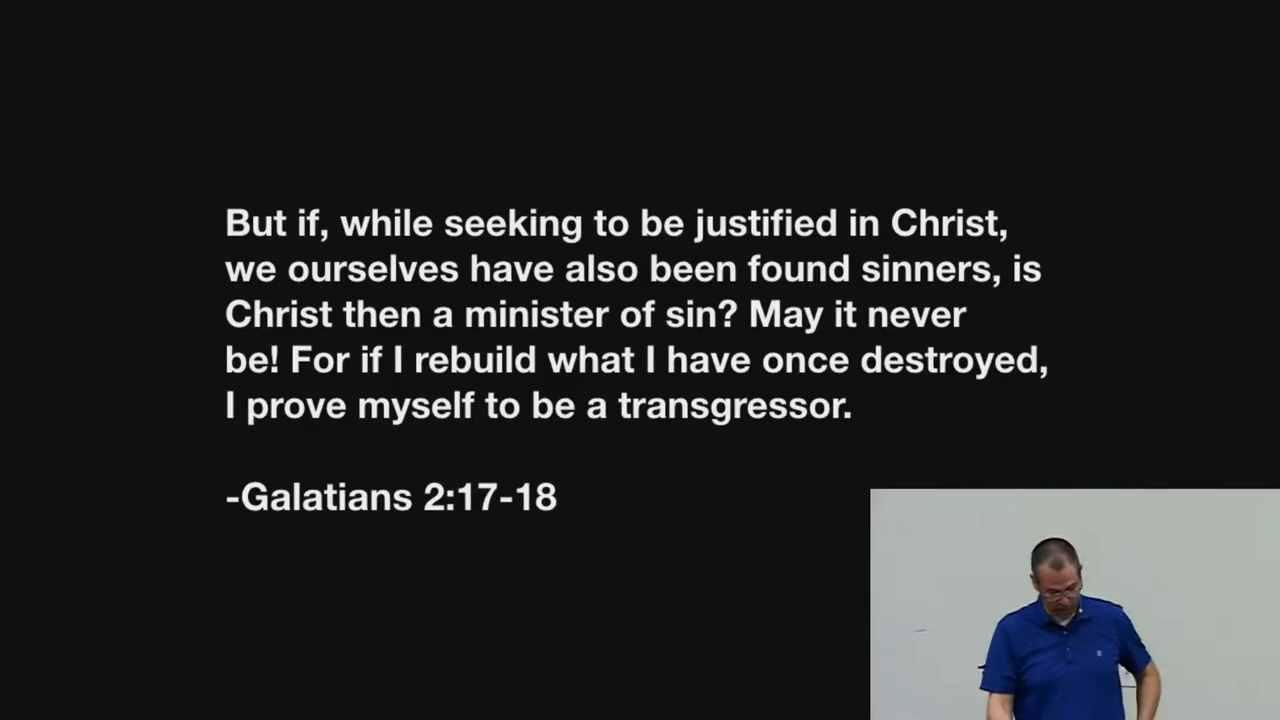 But if, while seeking to be justified in Christ,
we ourselves have also been found sinners, is
Christ then a minister of sin? May it never
be! For if I rebuild what I have once destroyed,
I prove myself to be a transgressor.
-Galatians 2:17-18